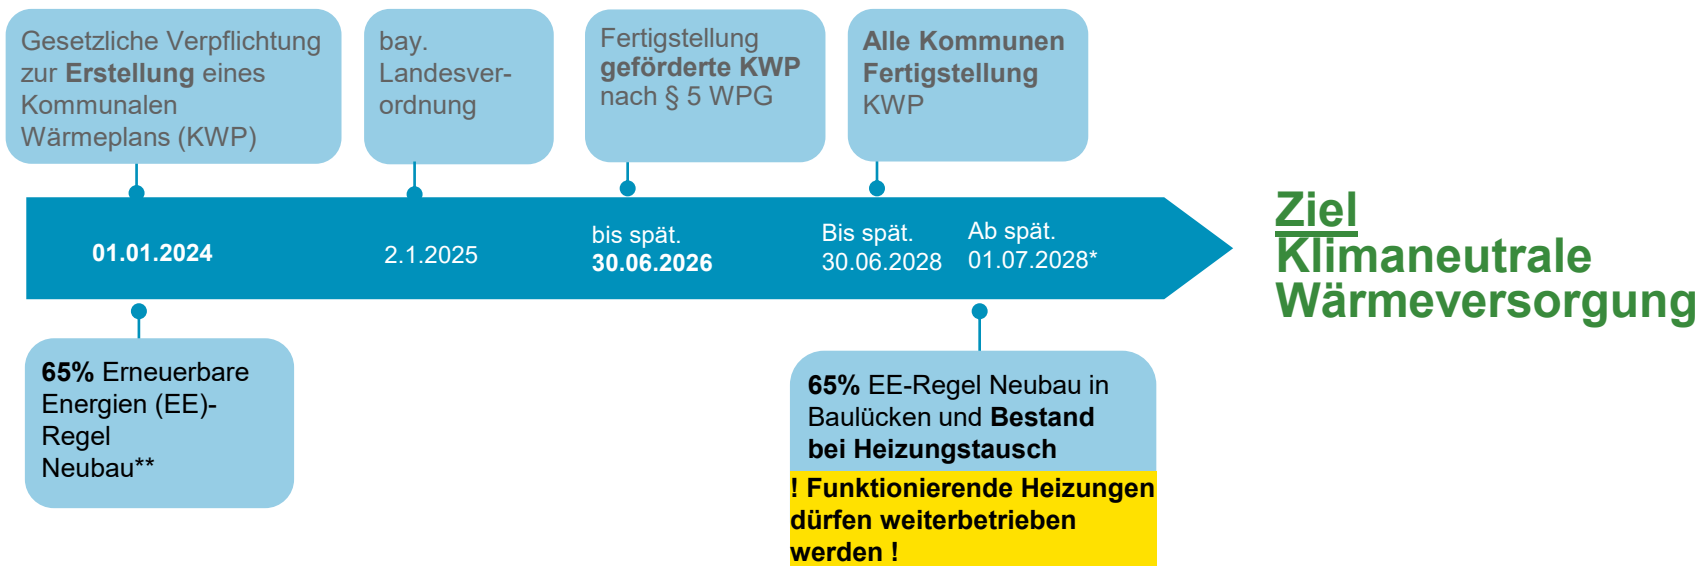 Gesetzliche Verpflichtung
zur Erstellung eines
Kommunalen
Wärmeplans (KWP)
bay.
Landesver-
ordnung
Fertigstellung
geförderte KWP
nach § 5 WPG
Alle Kommunen
Fertigstellung
KWP
01.01.2024
2.1.2025
bis spät.
30.06.2026
Bis spät.
30.06.2028
Ab spät.
01.07.2028*
Ziel
Klimaneutrale
Wärmeversorgung
65% Erneuerbare
Energien (EE)-
Regel
Neubau**
65% EE-Regel Neubau in
Baulücken und Bestand
bei Heizungstausch
! Funktionierende Heizungen
dürfen weiterbetrieben
werden !